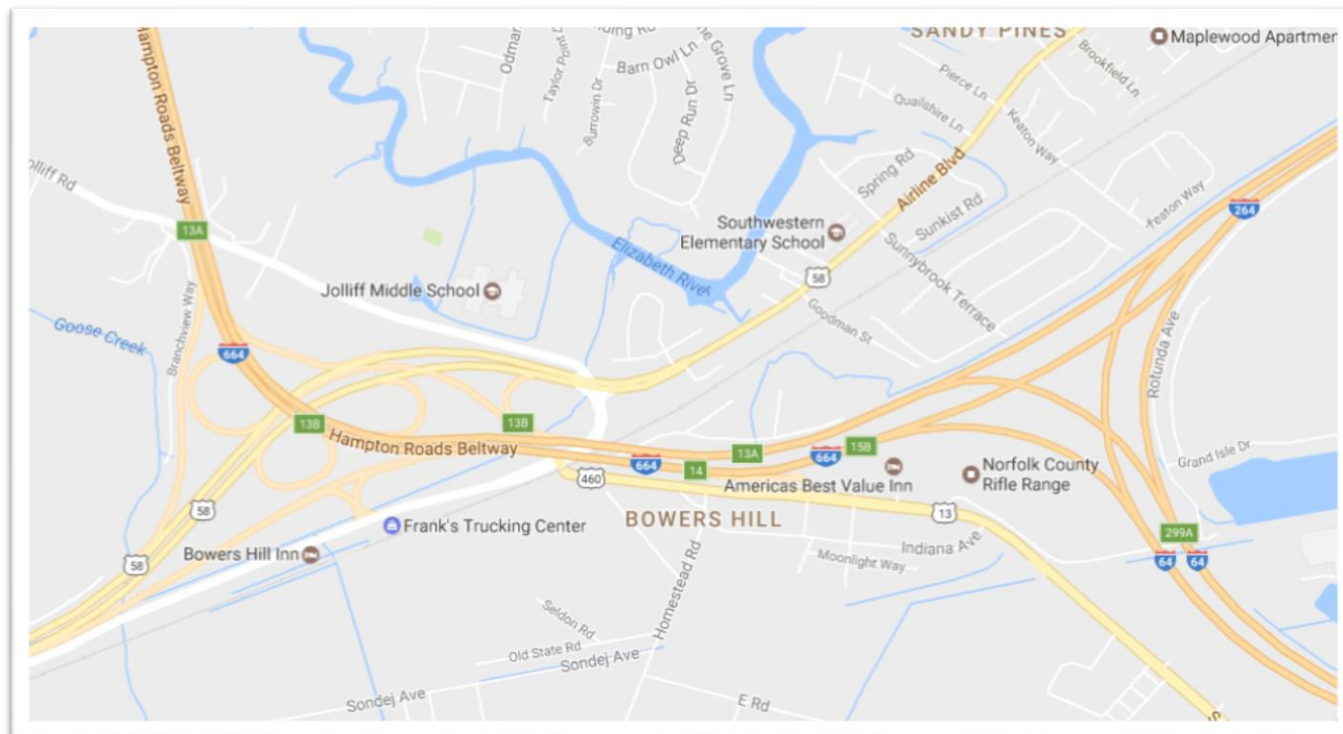 SANDY PINES
Maplewood Apartmen
Hampton Roads Beltway
Odmar
Taylor Point
Barn Owl Ln
Burrowin Dr
Deep Run Dr
ne Grove Ln
Pierce Ln
Brookfield Ln
Quailshire Ln
Keaton Way
olliff Rd
Spring Rd
Airline Blvd
Sunkist Rd
Keaton Way
264
13A
Southwestern
Elementary School
Elizabeth River
58
Sunnybrook Terrace
Jolliff Middle School
Goodman St
Goose Creek
Branchview Way
664
Rotunda Ave
13B
13B
Hampton Roads Beltway
664
14
13A
664
15B
Grand Isle Dr
Americas Best Value Inn
Norfolk County
Rifle Range
460
58
13
BOWERS HILL
Frank's Trucking Center
Indiana Ave
Moonlight Way
299A
Bowers Hill Inn
58
64
64
Homestead Rd
Seldon Rd
Old State Rd
Sondej Ave
Sondej Ave
E Rd